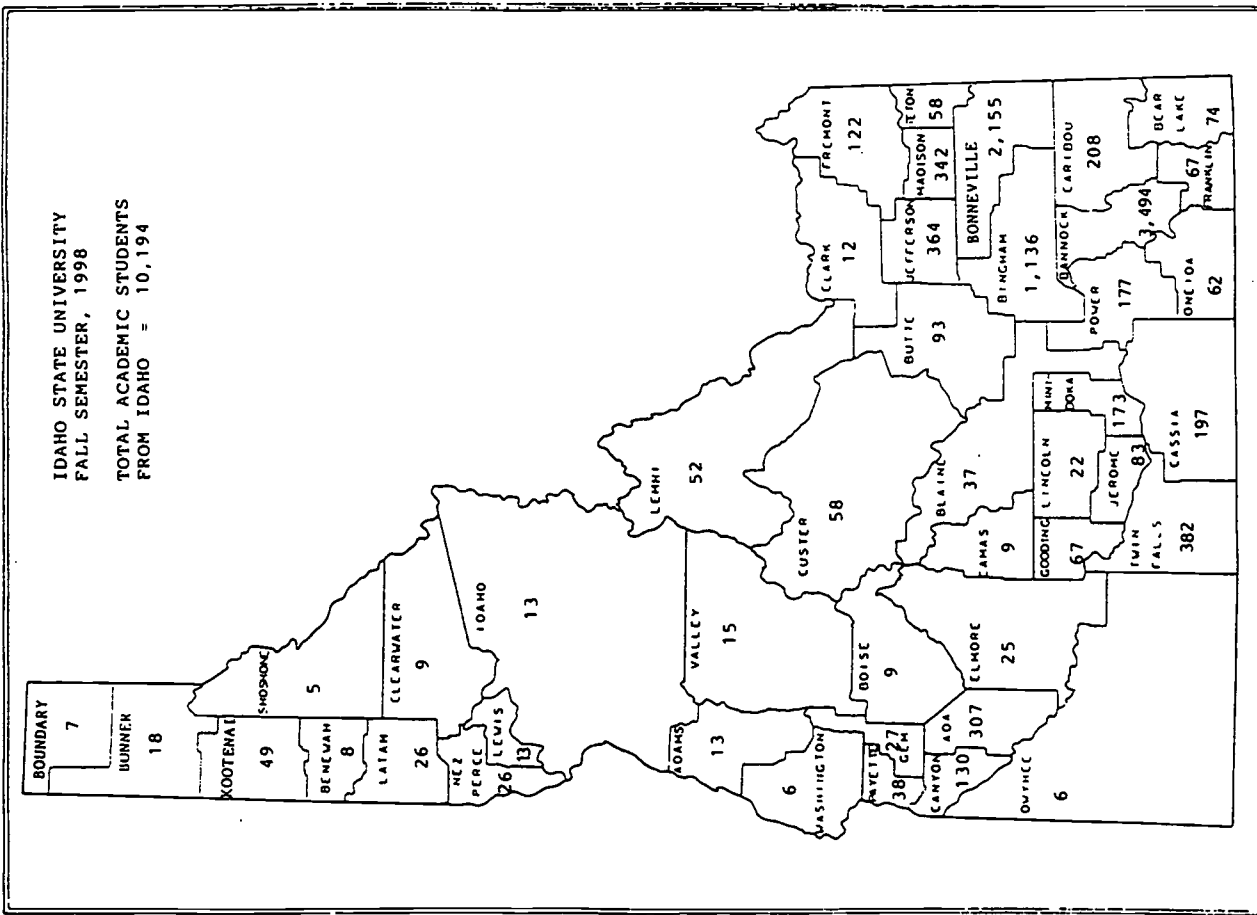 IDAHO STATE UNIVERSITY
FALL SEMESTER, 1998
TOTAL ACADEMIC STUDENTS
FROM IDAHO = 10,194
BOUNDARY
7
BUNNER
18
KOOTENAI
49
SHOSHONE
5
BENEWAH
8
LATAH
26
CLEARWATER
9
NEZ
PERCE
26
LEWIS
13
IDAHO
13
LEMHI
52
ADAMS
13
VALLEY
15
WASHINGTON
6
PAYETTE
38
GEM
27
BOISE
9
CUSTER
58
CANYON
130
ADA
307
ELMORE
25
OWYHEE
6
CAMAS
9
BLAINE
37
GOODING
67
LINCOLN
22
JEROME
83
MINI-
DOKA
173
TWIN
FALLS
382
CASSIA
197
BUTTE
93
CLARK
12
FREMONT
122
JEFFERSON
364
MADISON
342
TETON
58
BONNEVILLE
2,155
BINGHAM
1,136
BANNOCK
3,494
CARIBOU
208
POWER
177
ONEIDA
62
67
FRANKLIN
BEAR
LAKE
74